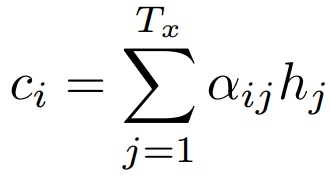 c_i = \sum_{j=1}^{T_x} \alpha_{ij} h_j